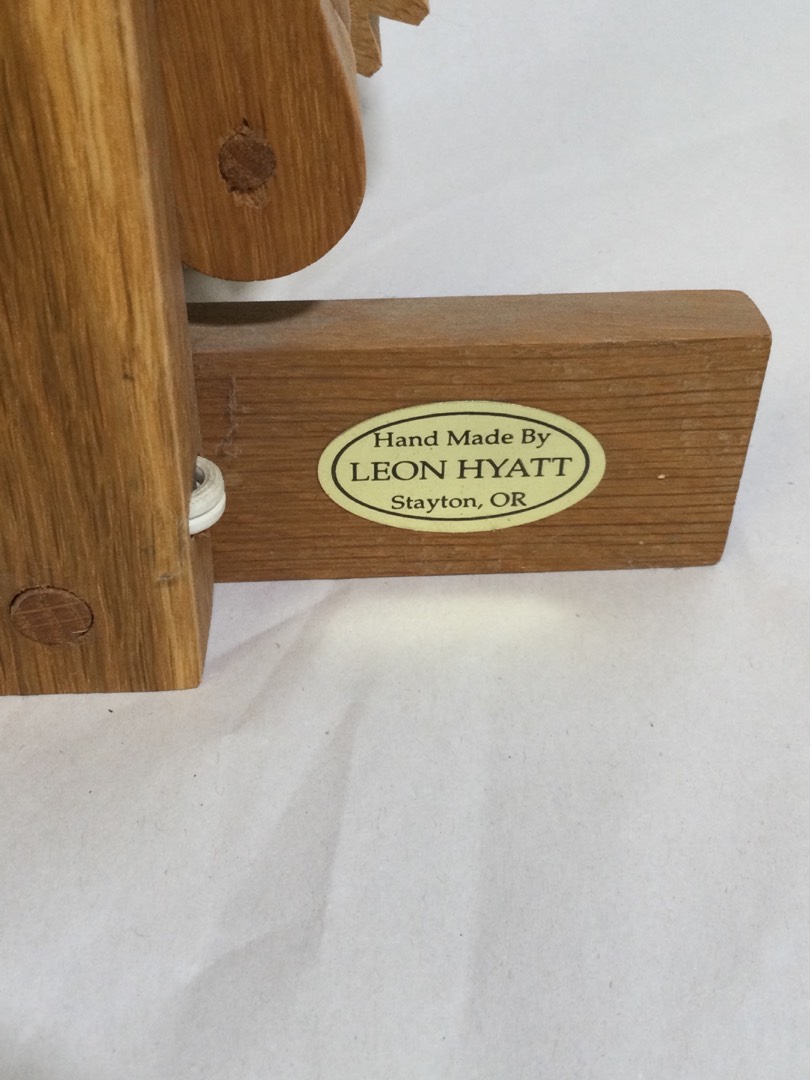 Hand Made By
LEON HYATT
Stayton, OR